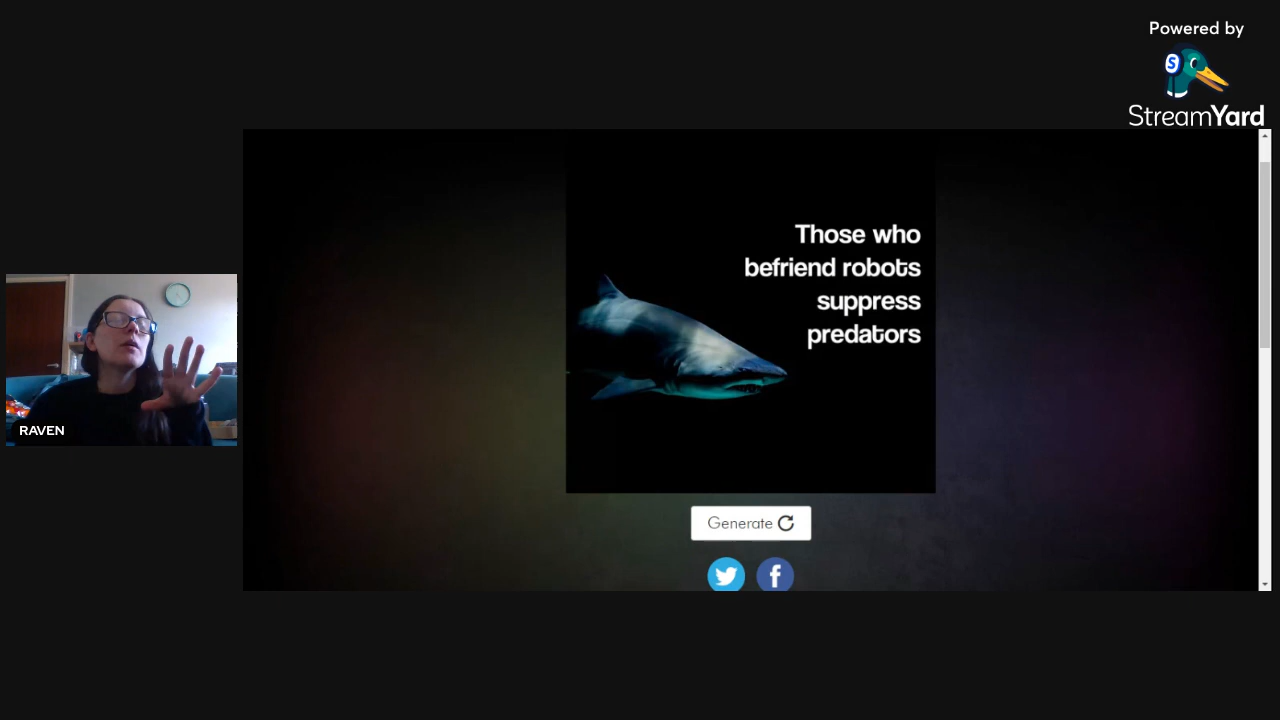 Powered by
StreamYard
Those who
befriend robots
suppress
predators
RAVEN
Generate